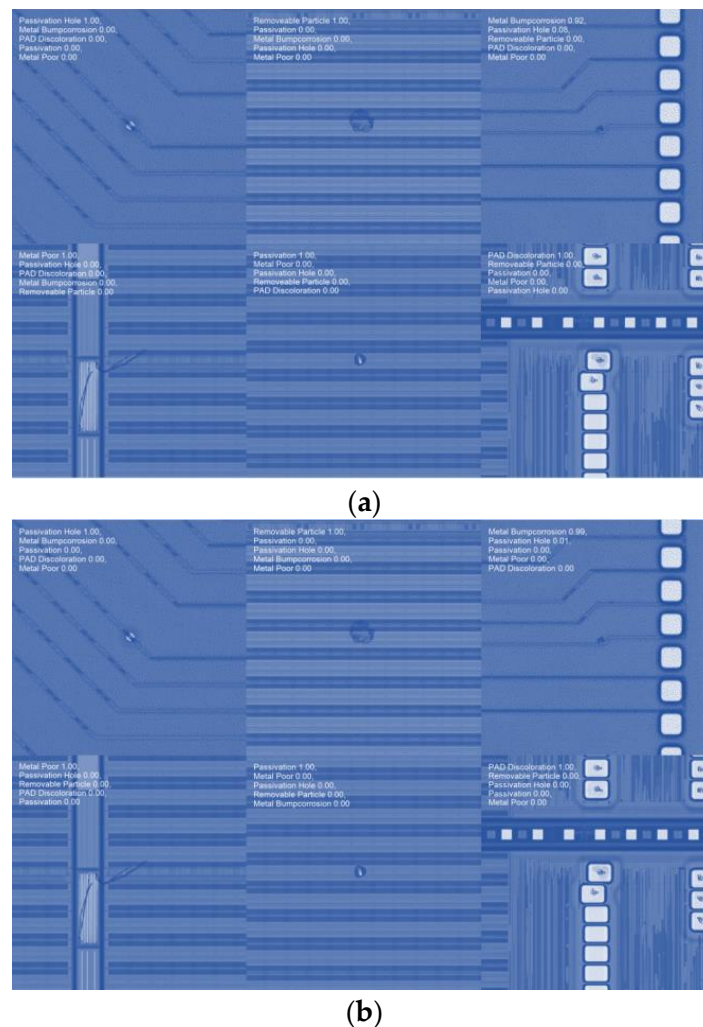 Passivation Hole 1.00,
Metal Bumpcorrosion 0.00,
PAD Discoloration 0.00,
Passivation 0.00,
Metal Poor 0.00
Removeable Particle 1.00,
Passivation 0.00,
Metal Bumpcorrosion 0.00,
Passivation Hole 0.00,
Metal Poor 0.00
Metal Bumpcorrosion 0.92,
Passivation Hole 0.08,
Removeable Particle 0.00,
PAD Discoloration 0.00,
Metal Poor 0.00
Metal Poor 1.00,
Passivation Hole 0.00,
PAD Discoloration 0.00,
Metal Bumpcorrosion 0.00,
Removeable Particle 0.00
Passivation 1.00,
Metal Poor 0.00,
Passivation Hole 0.00,
Removeable Particle 0.00,
PAD Discoloration 0.00
PAD Discoloration 1.00,
Removeable Particle 0.00,
Passivation 0.00,
Metal Poor 0.00,
Passivation Hole 0.00
(a)
Passivation Hole 1.00,
Metal Bumpcorrosion 0.00,
Passivation 0.00,
PAD Discoloration 0.00,
Metal Poor 0.00
Removable Particle 1.00,
Passivation 0.00,
Passivation Hole 0.00,
Metal Bumpcorrosion 0.00,
Metal Poor 0.00
Metal Bumpcorrosion 0.99,
Passivation Hole 0.01,
Passivation 0.00,
Metal Poor 0.00,
PAD Discoloration 0.00
Metal Poor 1.00,
Passivation Hole 0.00,
Removable Particle 0.00,
PAD Discoloration 0.00,
Passivation 0.00
Passivation 1.00,
Metal Poor 0.00,
Passivation Hole 0.00,
Removable Particle 0.00,
Metal Bumpcorrosion 0.00
PAD Discoloration 1.00,
Removable Particle 0.00,
Passivation Hole 0.00,
Passivation 0.00,
Metal Poor 0.00
(b)